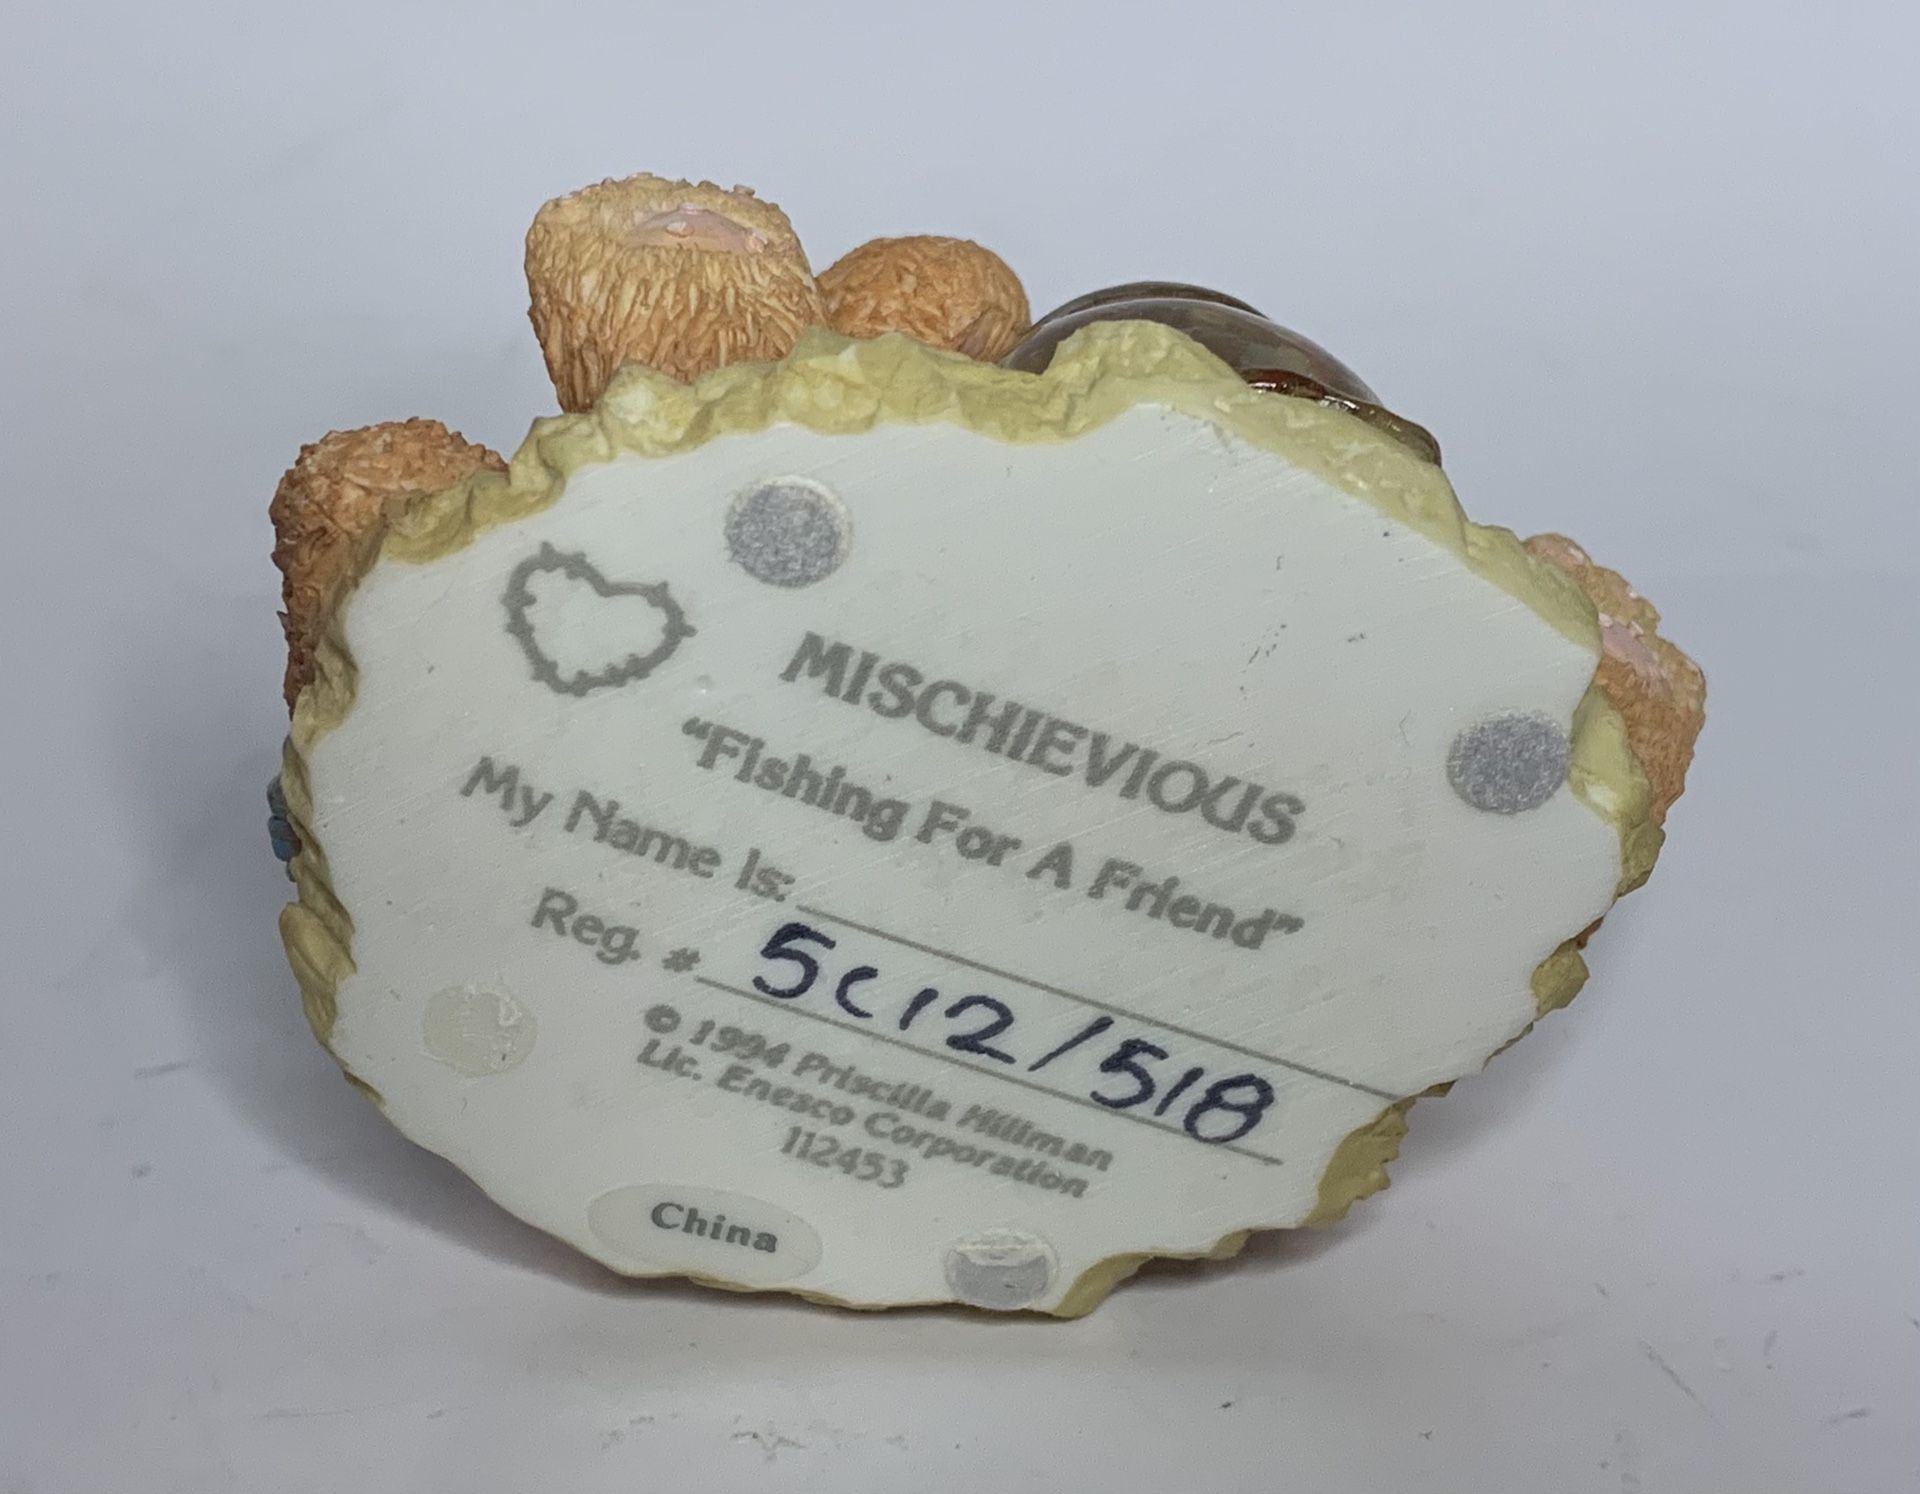 MISCHIEVIOUS
“Fishing For A Friend”
My Name Is:
Reg. # 5C12/518
© 1994 Priscilla Hillman
Lic. Enesco Corporation
112453
China